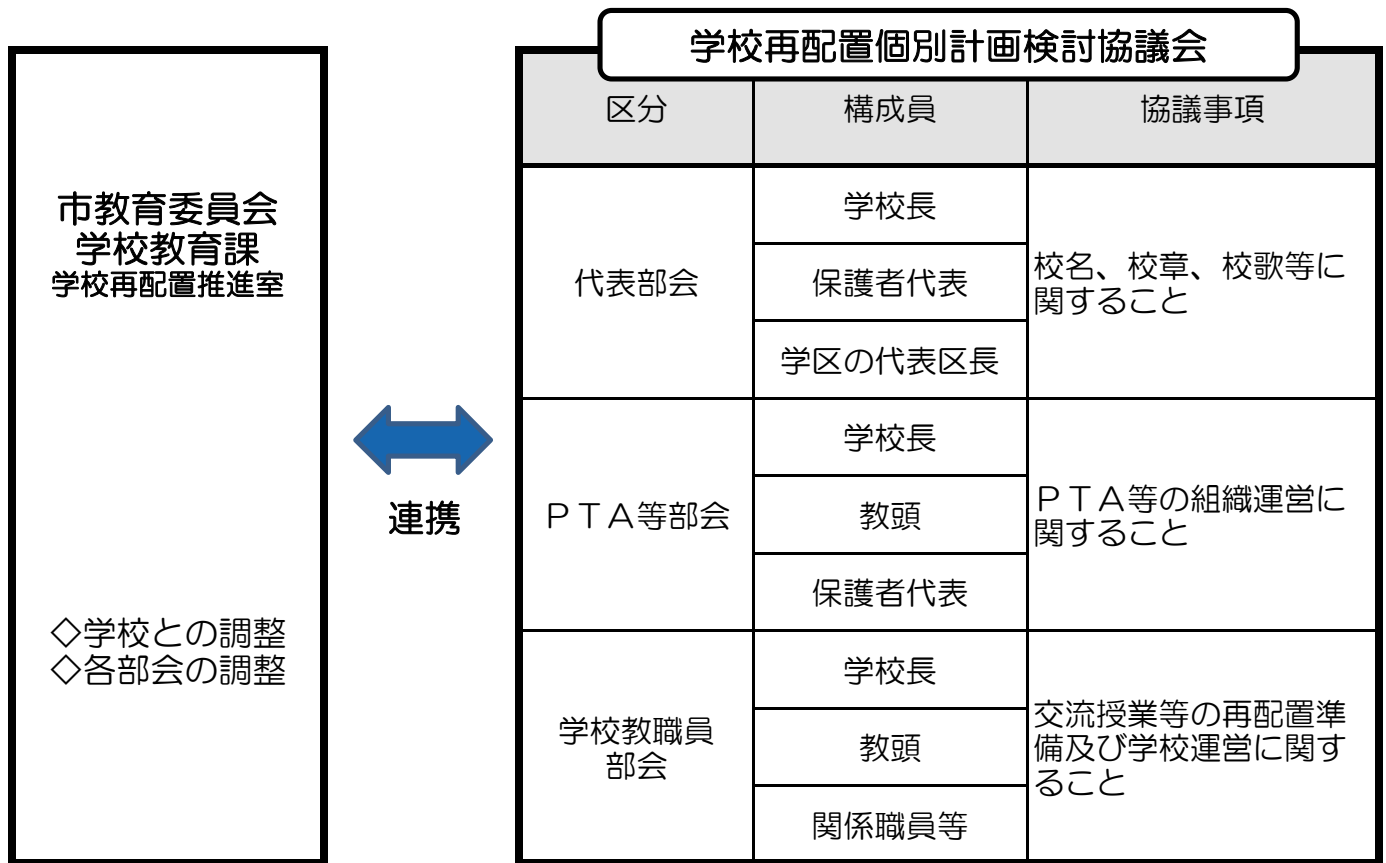 市教育委員会
学校教育課
学校再配置推進室
◇学校との調整
◇各部会の調整
連携
学校再配置個別計画検討協議会
区分
構成員
協議事項
代表部会
学校長
保護者代表
学区の代表区長
校名、校章、校歌等に
関すること
ＰＴＡ等部会
学校長
教頭
保護者代表
ＰＴＡ等の組織運営に
関すること
学校教職員
部会
学校長
教頭
関係職員等
交流授業等の再配置準
備及び学校運営に関す
ること